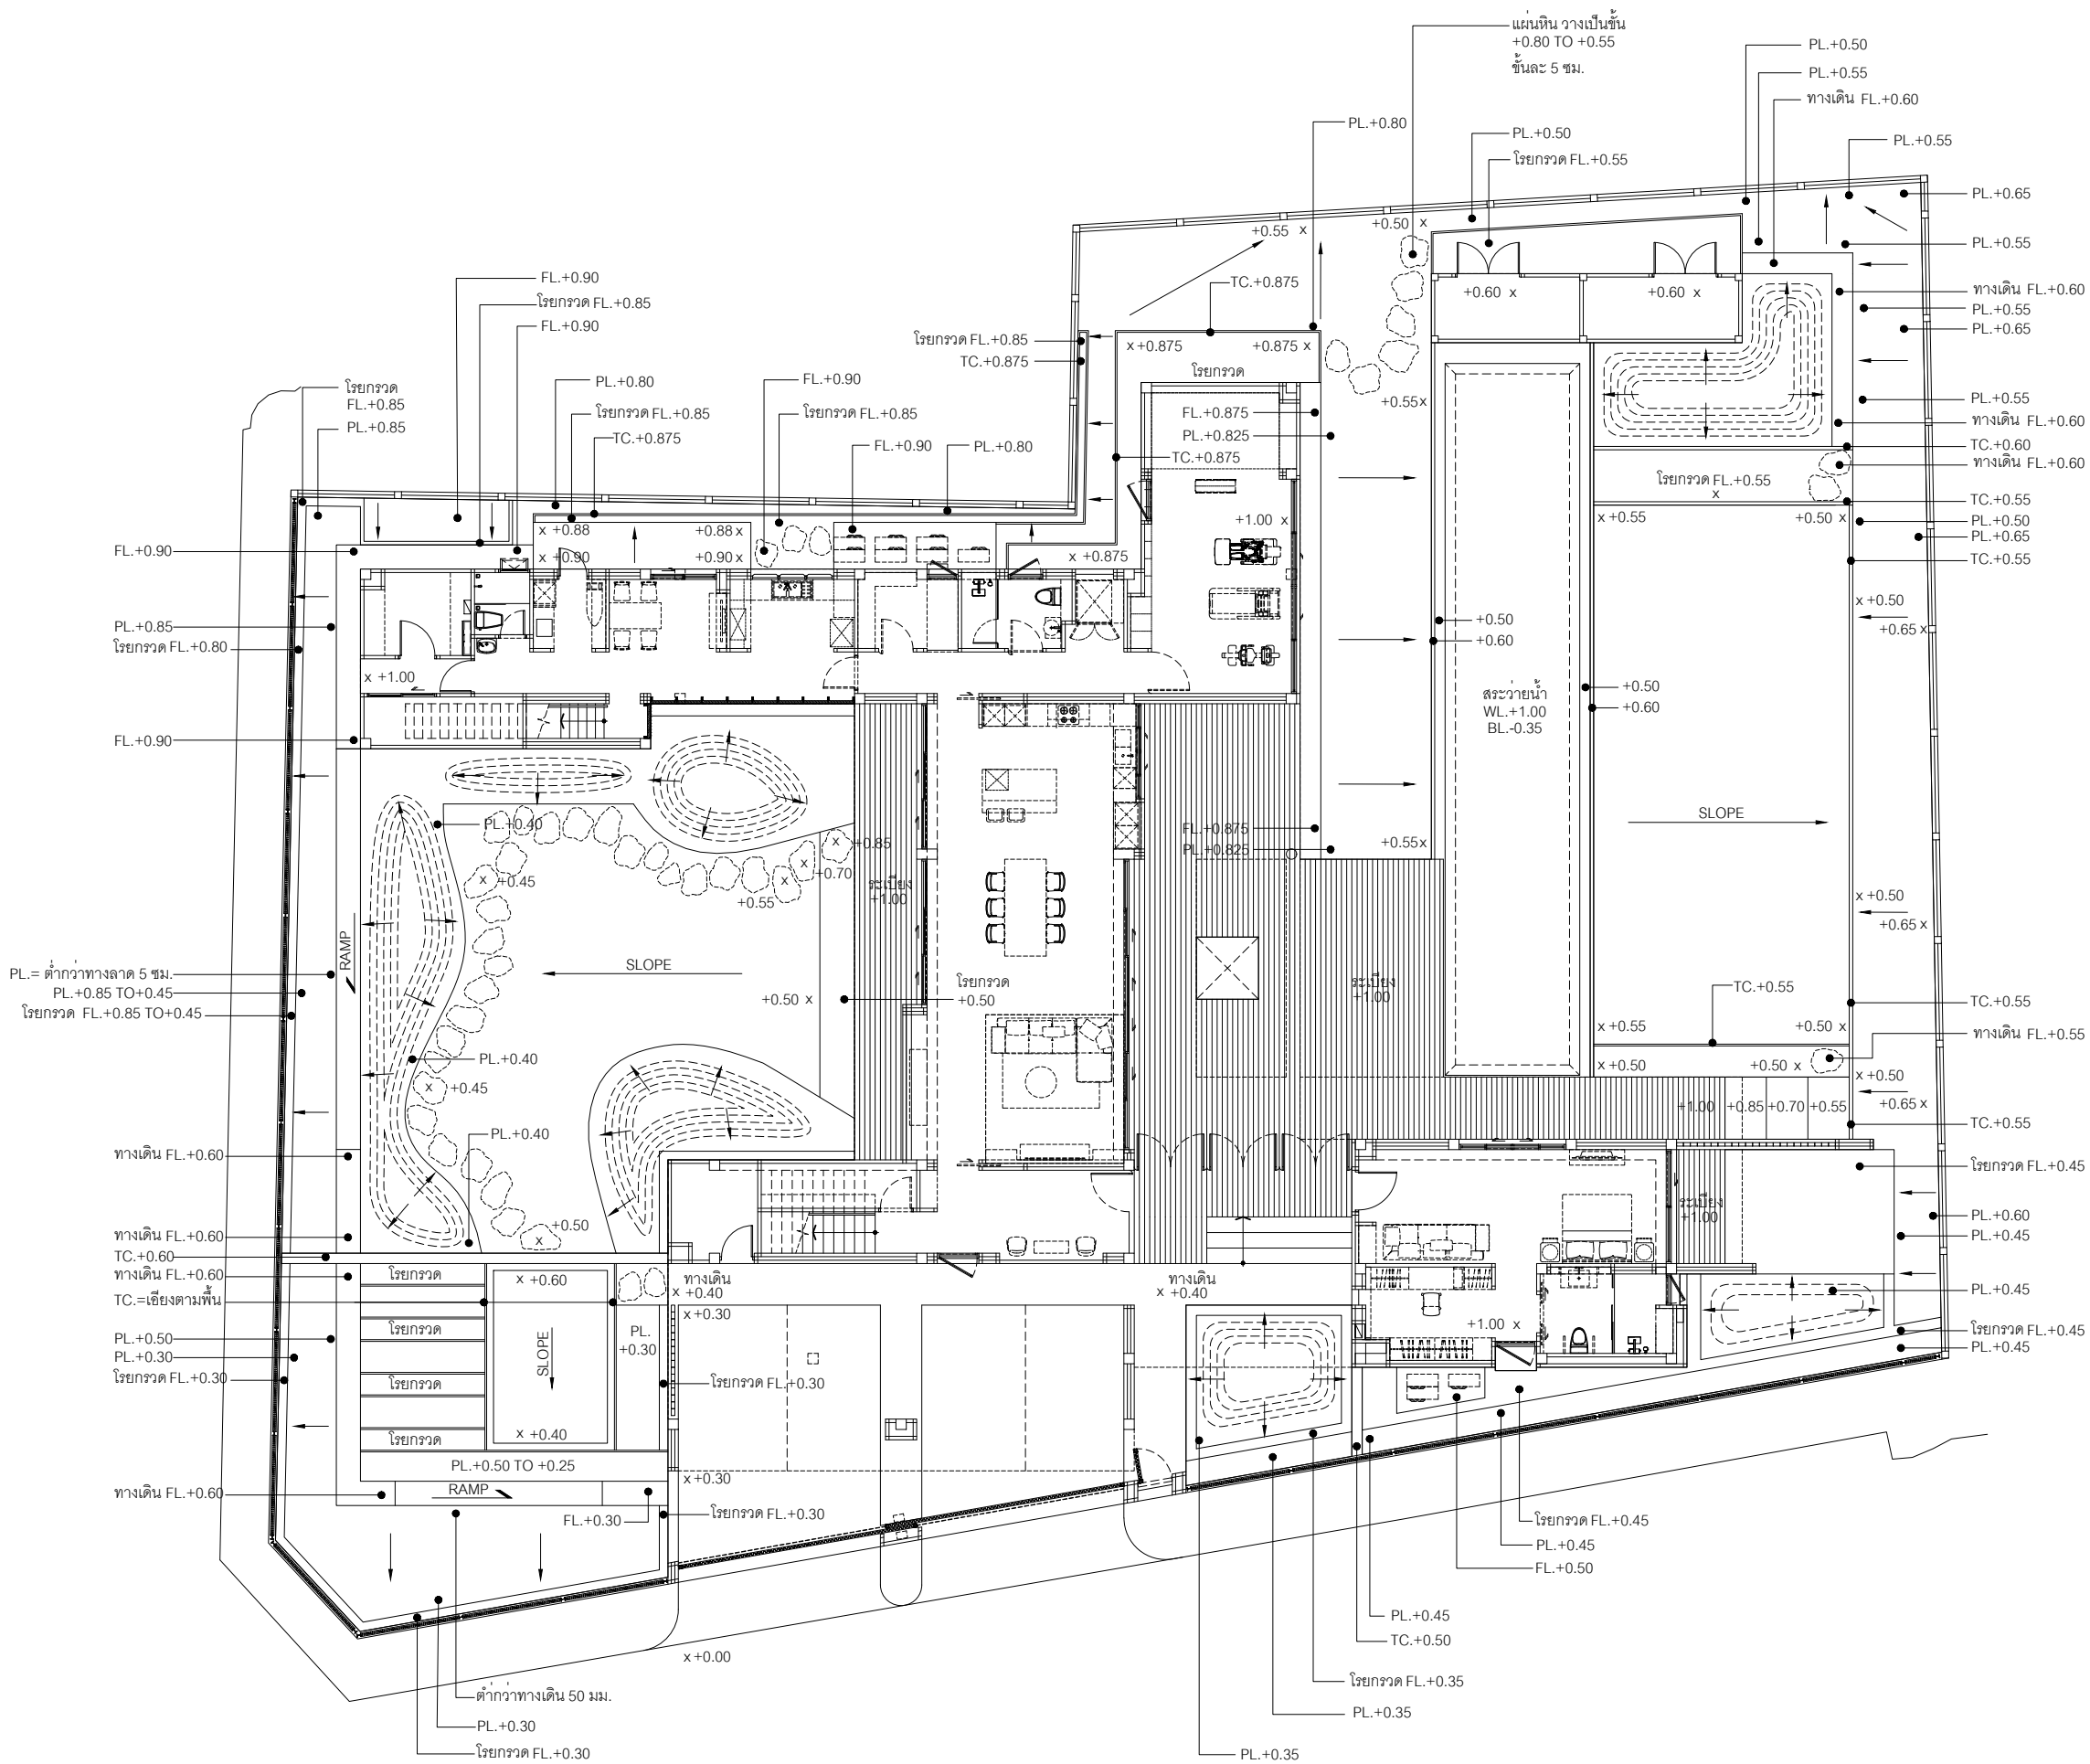 แผ่นหิน วางเป็นขั้น
+0.80 TO +0.55
ขั้นละ 5 ซม.
PL.+0.50
PL.+0.55
ทางเดิน FL.+0.60
PL.+0.80
PL.+0.50
โรยกรวด FL.+0.55
PL.+0.55
PL.+0.65
+0.50 x
+0.55 x
PL.+0.55
FL.+0.90
TC.+0.875
โรยกรวด FL.+0.85
+0.60 x
+0.60 x
ทางเดิน FL.+0.60
PL.+0.55
FL.+0.90
PL.+0.65
โรยกรวด FL.+0.85
x +0.875
+0.875 x
TC.+0.875
โรยกรวด
โรยกรวด
FL.+0.85
PL.+0.80
FL.+0.90
PL.+0.85
โรยกรวด FL.+0.85
โรยกรวด FL.+0.85
+0.55x
PL.+0.55
FL.+0.875
ทางเดิน FL.+0.60
TC.+0.875
FL.+0.90
PL.+0.80
PL.+0.825
TC.+0.60
TC.+0.875
ทางเดิน FL.+0.60
โรยกรวด FL.+0.55
x
TC.+0.55
x +0.88
+0.88 x
+1.00 x
x +0.55
+0.50 x
PL.+0.50
PL.+0.65
FL.+0.90
x +0.90
+0.90 x
x +0.875
TC.+0.55
x +0.50
PL.+0.85
+0.50
+0.65 x
โรยกรวด FL.+0.80
+0.60
x +1.00
สระว่ายน้ำ
WL.+1.00
BL.-0.35
+0.50
+0.60
FL.+0.90
PL.+0.40
FL.+0.875
SLOPE
+0.85
PL.+0.825
+0.55x
x
x
x
x
+0.45
+0.70
+0.55
ระเบียง
+1.00
x +0.50
+0.65 x
RAMP
SLOPE
PL.= ต่ำกว่าทางลาด 5 ซม.
โรยกรวด
+0.50
+0.50 x
ระเบียง
+1.00
TC.+0.55
PL.+0.85 TO+0.45
โรยกรวด FL.+0.85 TO+0.45
TC.+0.55
x +0.55
+0.50 x
ทางเดิน FL.+0.55
PL.+0.40
x +0.50
+0.50 x
x +0.50
x
+0.45
+1.00
+0.85
+0.70
+0.55
+0.65 x
PL.+0.40
TC.+0.55
ทางเดิน FL.+0.60
โรยกรวด FL.+0.45
ระเบียง
+1.00
PL.+0.60
+0.50
x
ทางเดิน FL.+0.60
PL.+0.45
TC.+0.60
ทางเดิน FL.+0.60
โรยกรวด
x +0.60
ทางเดิน
x +0.40
ทางเดิน
x +0.40
PL.+0.45
TC.=เอียงตามพื้น
x +0.30
โรยกรวด
PL.
+0.30
+1.00 x
โรยกรวด FL.+0.45
PL.+0.50
PL.+0.45
PL.+0.30
SLOPE
โรยกรวด FL.+0.30
โรยกรวด
โรยกรวด FL.+0.30
โรยกรวด
x +0.40
PL.+0.50 TO +0.25
x +0.30
ทางเดิน FL.+0.60
RAMP
FL.+0.30
โรยกรวด FL.+0.30
โรยกรวด FL.+0.45
PL.+0.45
FL.+0.50
PL.+0.45
TC.+0.50
x +0.00
โรยกรวด FL.+0.35
ต่ำกว่าทางเดิน 50 มม.
PL.+0.35
PL.+0.30
โรยกรวด FL.+0.30
PL.+0.35